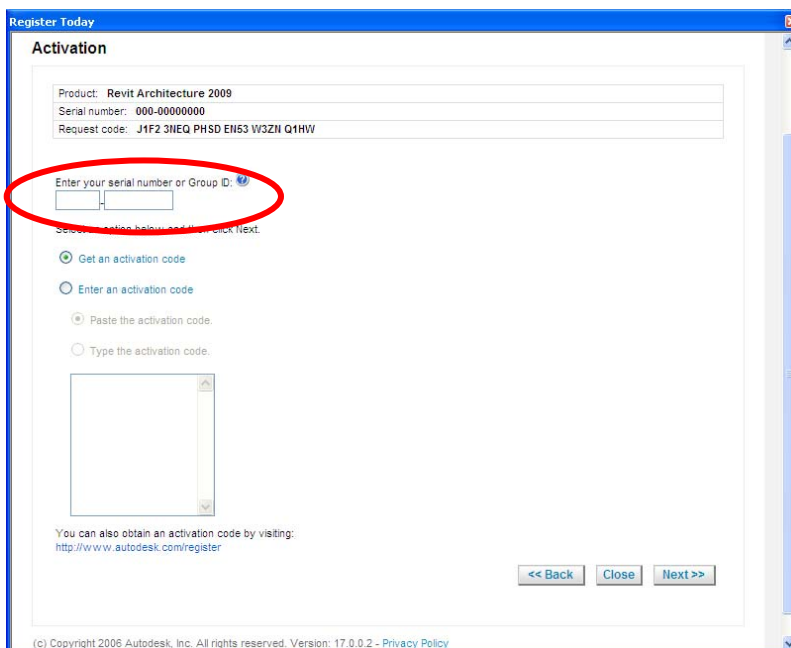 Register Today
Activation
Product: Revit Architecture 2009
Serial number: 000-00000000
Request code: J1F2 3NEQ PHSD EN53 W3ZN Q1HW
Enter your serial number or Group ID:
-
Select an option below and then click Next.
Get an activation code
Enter an activation code
Paste the activation code.
Type the activation code.
You can also obtain an activation code by visiting:
http://www.autodesk.com/register
<< Back Close Next >>
(c) Copyright 2006 Autodesk, Inc. All rights reserved. Version: 17.0.0.2 - Privacy Policy